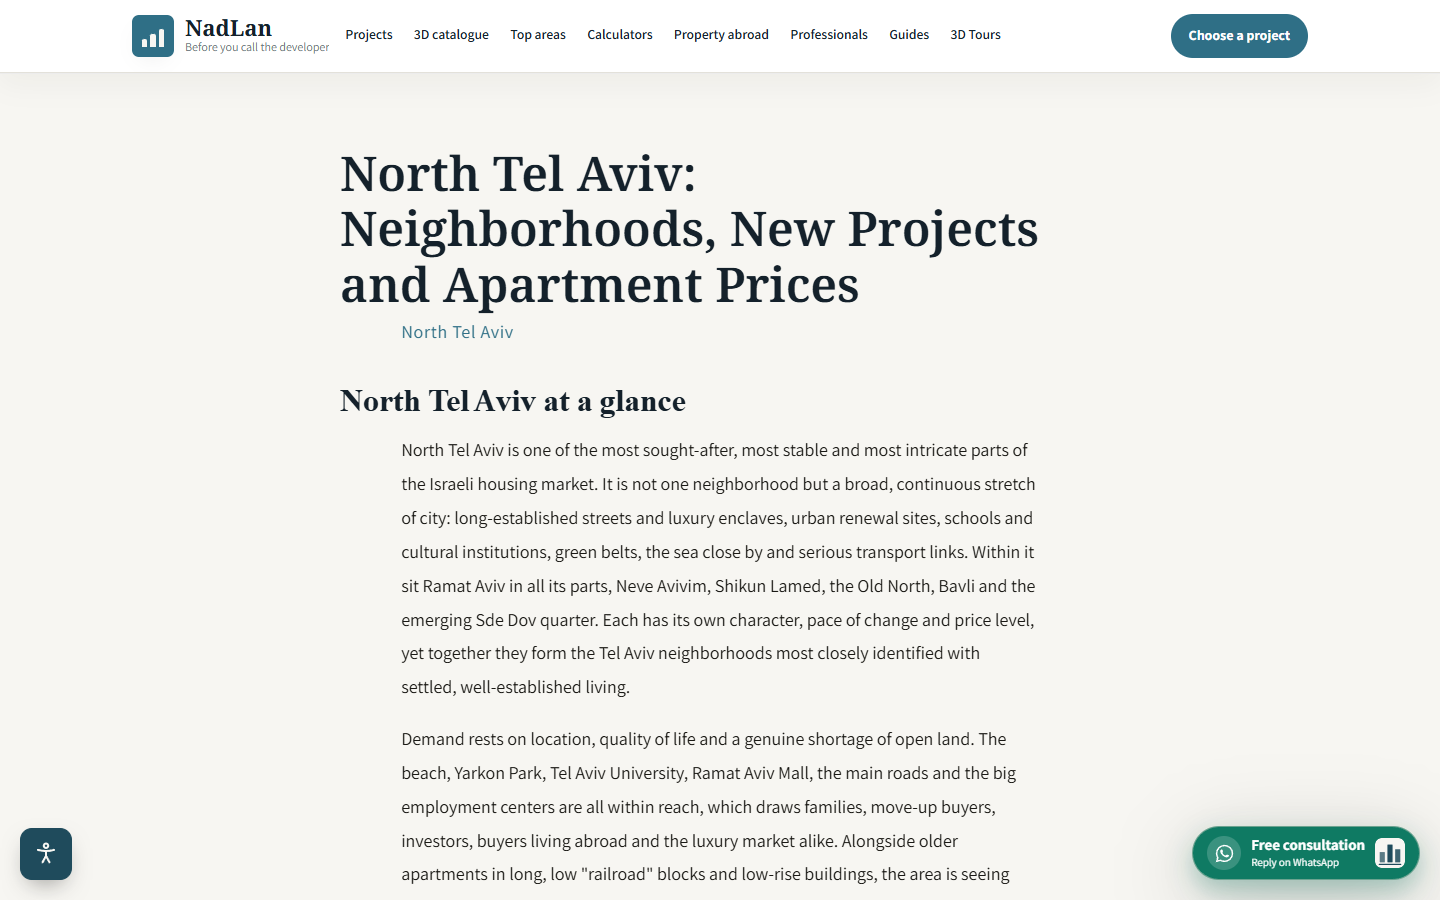 NadLan
Before you call the developer
Projects
3D catalogue
Top areas
Calculators
Property abroad
Professionals
Guides
3D Tours
Choose a project
North Tel Aviv:
Neighborhoods, New Projects
and Apartment Prices
North Tel Aviv
North Tel Aviv at a glance
North Tel Aviv is one of the most sought-after, most stable and most intricate parts of
the Israeli housing market. It is not one neighborhood but a broad, continuous stretch
of city: long-established streets and luxury enclaves, urban renewal sites, schools and
cultural institutions, green belts, the sea close by and serious transport links. Within it
sit Ramat Aviv in all its parts, Neve Avivim, Shikun Lamed, the Old North, Bavli and the
emerging Sde Dov quarter. Each has its own character, pace of change and price level,
yet together they form the Tel Aviv neighborhoods most closely identified with
settled, well-established living.
Demand rests on location, quality of life and a genuine shortage of open land. The
beach, Yarkon Park, Tel Aviv University, Ramat Aviv Mall, the main roads and the big
employment centers are all within reach, which draws families, move-up buyers,
investors, buyers living abroad and the luxury market alike. Alongside older
apartments in long, low "railroad" blocks and low-rise buildings, the area is seeing
Free consultation
Reply on WhatsApp